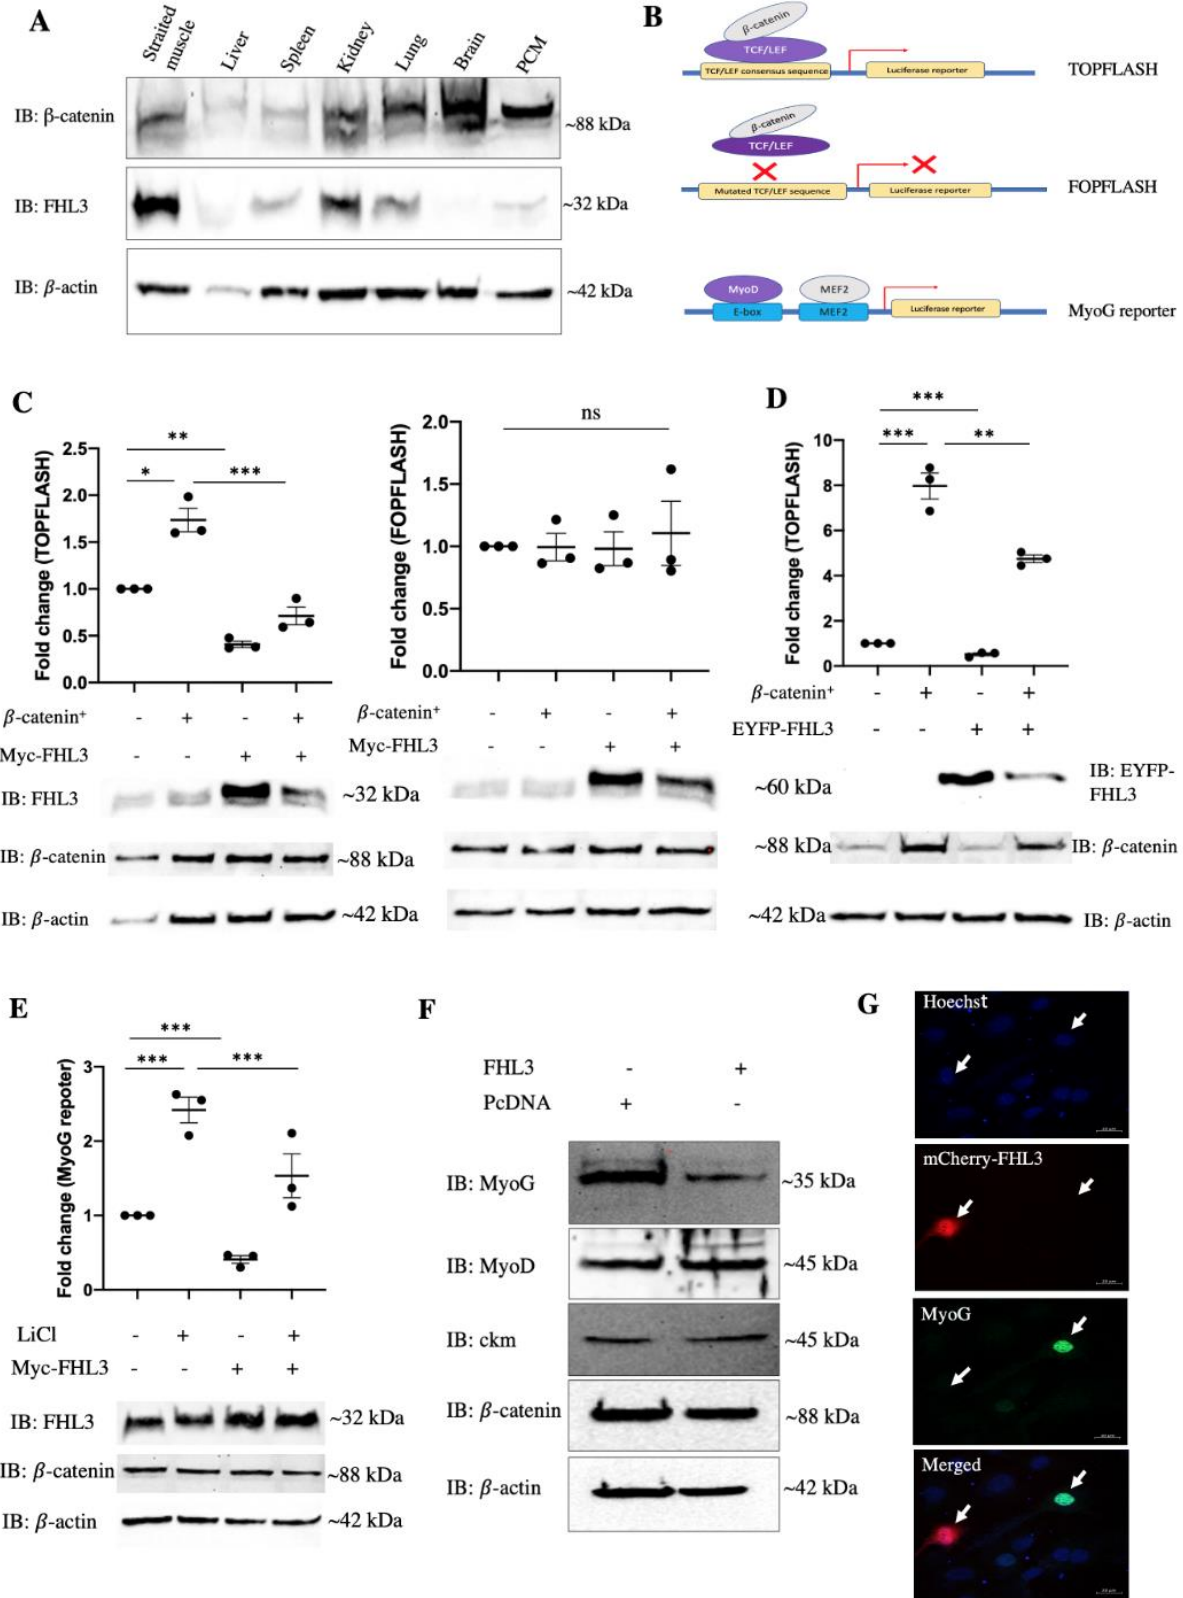 A
Straited
muscle
Liver
Spleen
Kidney
Lung
Brain
PCM
IB: β-catenin
~88 kDa
IB: FHL3
~32 kDa
IB: β-actin
~42 kDa
B
β-catenin
TCF/LEF
TCF/LEF consensus sequence
Luciferase reporter
TOPFLASH
β-catenin
TCF/LEF
Mutated TCF/LEF sequence
Luciferase reporter
FOPFLASH
MyoD
MEF2
E-box
MEF2
Luciferase reporter
MyoG reporter
C
Fold change (TOPFLASH)
2.5
2.0
1.5
1.0
0.5
0.0
**
*
***
β-catenin⁺ - + - +
Myc-FHL3 - - + +
IB: FHL3
~32 kDa
IB: β-catenin
~88 kDa
IB: β-actin
~42 kDa
Fold change (FOPFLASH)
2.0
1.5
1.0
0.5
0.0
ns
β-catenin⁺ - + - +
Myc-FHL3 - - + +
D
Fold change (TOPFLASH)
10
8
6
4
2
0
***
***
**
β-catenin⁺ - + - +
EYFP-FHL3 - - + +
~60 kDa
IB: EYFP-
FHL3
~88 kDa
IB: β-catenin
~42 kDa
IB: β-actin
E
Fold change (MyoG repoter)
3
2
1
0
***
***
***
LiCl - + - +
Myc-FHL3 - - + +
IB: FHL3
~32 kDa
IB: β-catenin
~88 kDa
IB: β-actin
~42 kDa
F
FHL3 - +
PcDNA + -
IB: MyoG
~35 kDa
IB: MyoD
~45 kDa
IB: ckm
~45 kDa
IB: β-catenin
~88 kDa
IB: β-actin
~42 kDa
G
Hoechst
mCherry-FHL3
MyoG
Merged